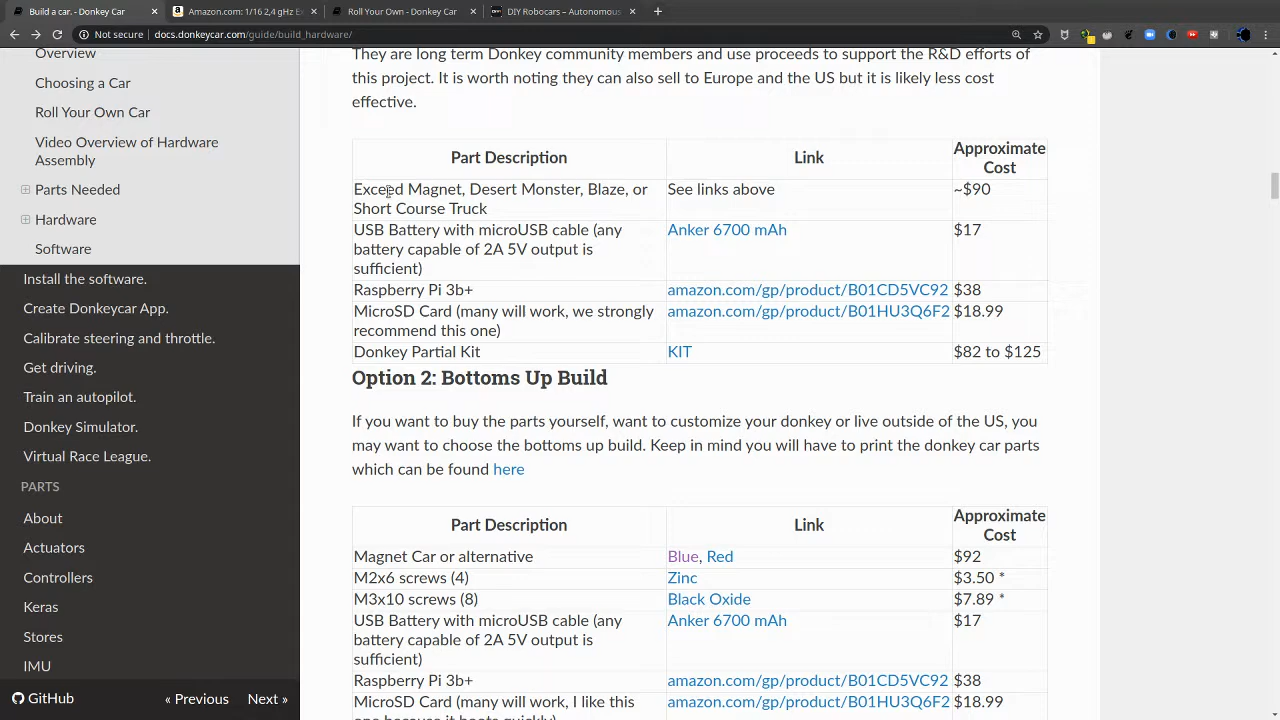 Build a car. - Donkey Car
Amazon.com: 1/16 2,4 gHz Ex
Roll Your Own - Donkey Car
DIY Robocars – Autonomous
Not secure | docs.donkeycar.com/guide/build_hardware/
Overview
Choosing a Car
Roll Your Own Car
Video Overview of Hardware
Assembly
Parts Needed
Hardware
Software
Install the software.
Create Donkeycar App.
Calibrate steering and throttle.
Get driving.
Train an autopilot.
Donkey Simulator.
Virtual Race League.
PARTS
About
Actuators
Controllers
Keras
Stores
IMU
GitHub « Previous Next »
They are long term Donkey community members and use proceeds to support the R&D efforts of
this project. It is worth noting they can also sell to Europe and the US but it is likely less cost
effective.
Part Description Link Approximate
Cost
Exceed Magnet, Desert Monster, Blaze, or See links above ~$90
Short Course Truck
USB Battery with microUSB cable (any Anker 6700 mAh $17
battery capable of 2A 5V output is
sufficient)
Raspberry Pi 3b+ amazon.com/gp/product/B01CD5VC92 $38
MicroSD Card (many will work, we strongly amazon.com/gp/product/B01HU3Q6F2 $18.99
recommend this one)
Donkey Partial Kit KIT $82 to $125
Option 2: Bottoms Up Build
If you want to buy the parts yourself, want to customize your donkey or live outside of the US, you
may want to choose the bottoms up build. Keep in mind you will have to print the donkey car parts
which can be found here
Part Description Link Approximate
Cost
Magnet Car or alternative Blue, Red $92
M2x6 screws (4) Zinc $3.50 *
M3x10 screws (8) Black Oxide $7.89 *
USB Battery with microUSB cable (any Anker 6700 mAh $17
battery capable of 2A 5V output is
sufficient)
Raspberry Pi 3b+ amazon.com/gp/product/B01CD5VC92 $38
MicroSD Card (many will work, I like this amazon.com/gp/product/B01HU3Q6F2 $18.99
one because it boots quickly)